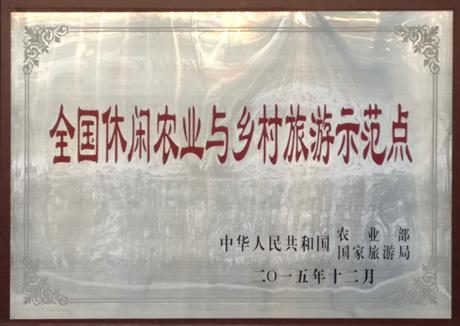 全国休闲农业与乡村旅游示范点
中华人民共和国 农业部
国家旅游局
二〇一五年十二月